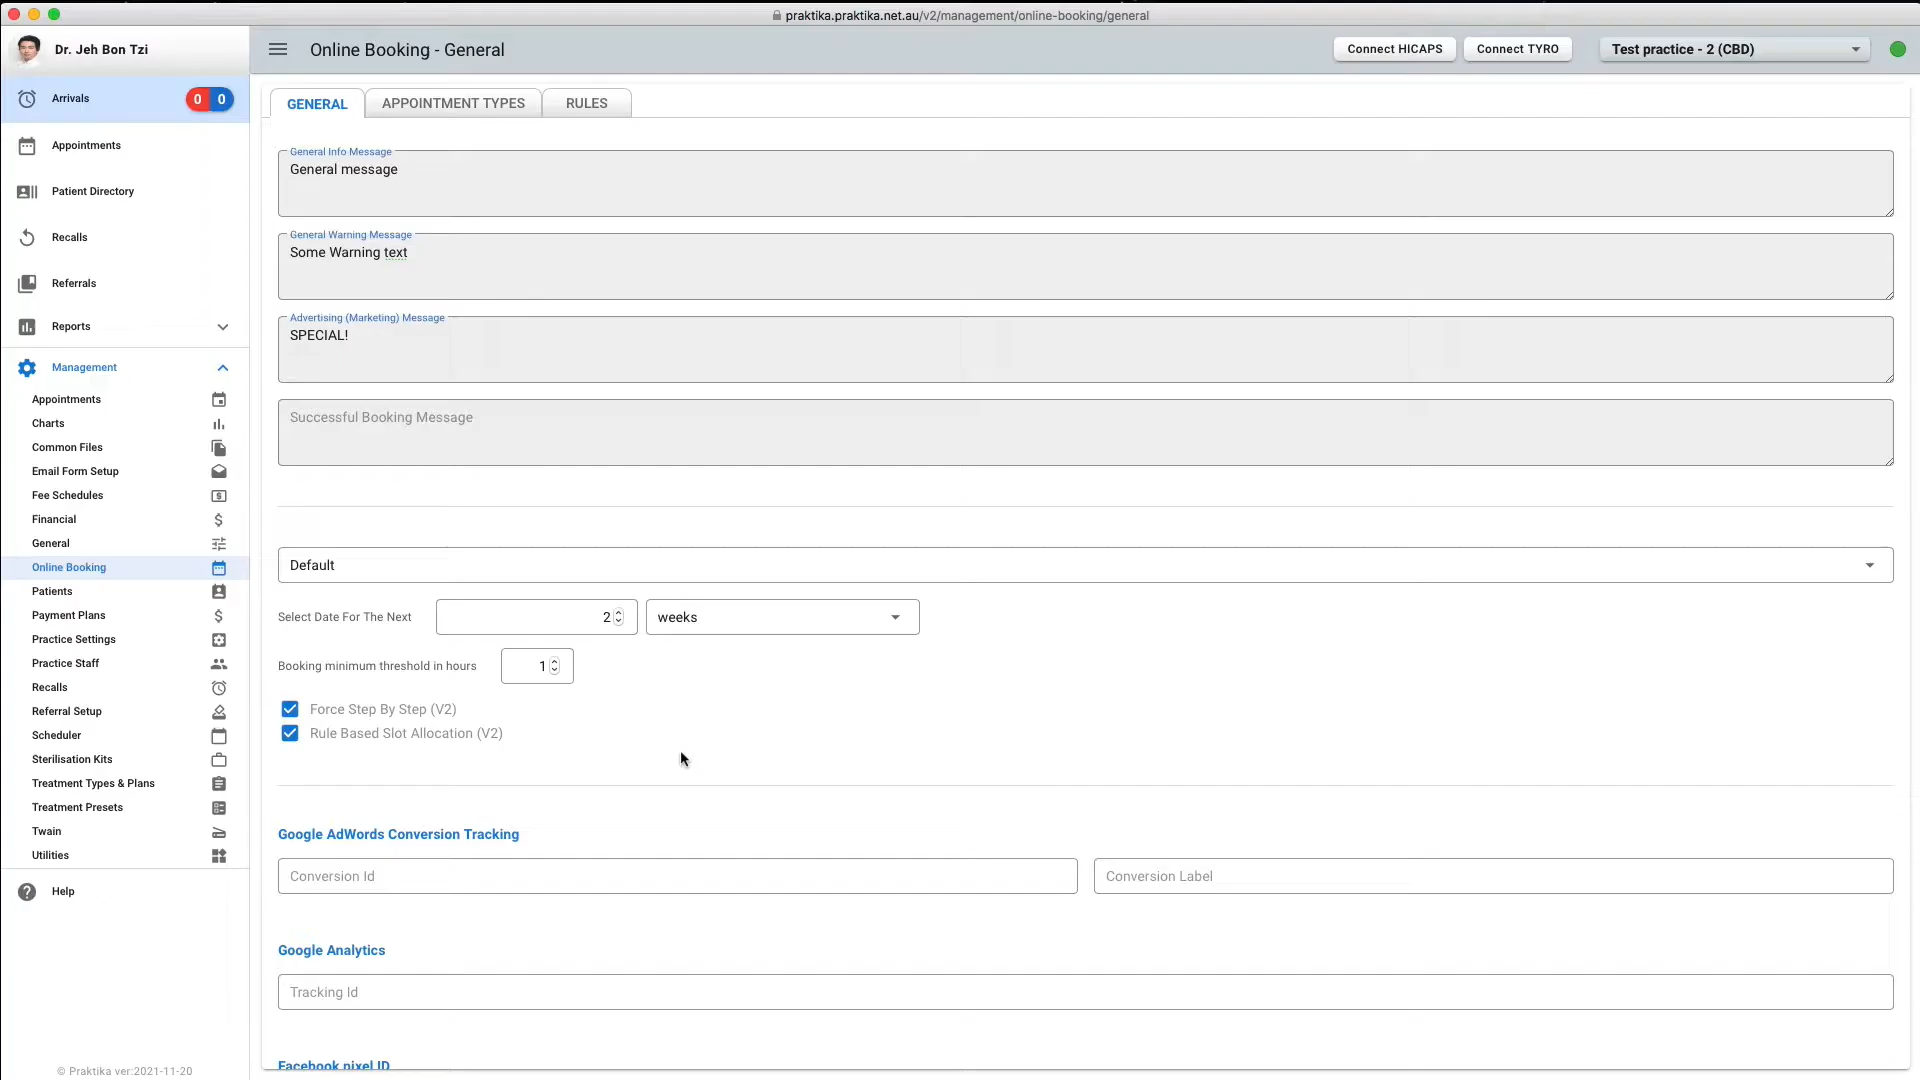 praktika.praktika.net.au/v2/management/online-booking/general
Dr. Jeh Bon Tzi
Online Booking - General
Connect HICAPS
Connect TYRO
Test practice - 2 (CBD)
Arrivals
0 0
Appointments
Patient Directory
Recalls
Referrals
Reports
Management
Appointments
Charts
Common Files
Email Form Setup
Fee Schedules
Financial
General
Online Booking
Patients
Payment Plans
Practice Settings
Practice Staff
Recalls
Referral Setup
Scheduler
Sterilisation Kits
Treatment Types & Plans
Treatment Presets
Twain
Utilities
Help
© Praktika ver:2021-11-20
GENERAL
APPOINTMENT TYPES
RULES
General Info Message
General message
General Warning Message
Some Warning text
Advertising (Marketing) Message
SPECIAL!
Successful Booking Message
Default
Select Date For The Next 2 weeks
Booking minimum threshold in hours 1
Force Step By Step (V2)
Rule Based Slot Allocation (V2)
Google AdWords Conversion Tracking
Conversion Id
Conversion Label
Google Analytics
Tracking Id
Facebook pixel ID